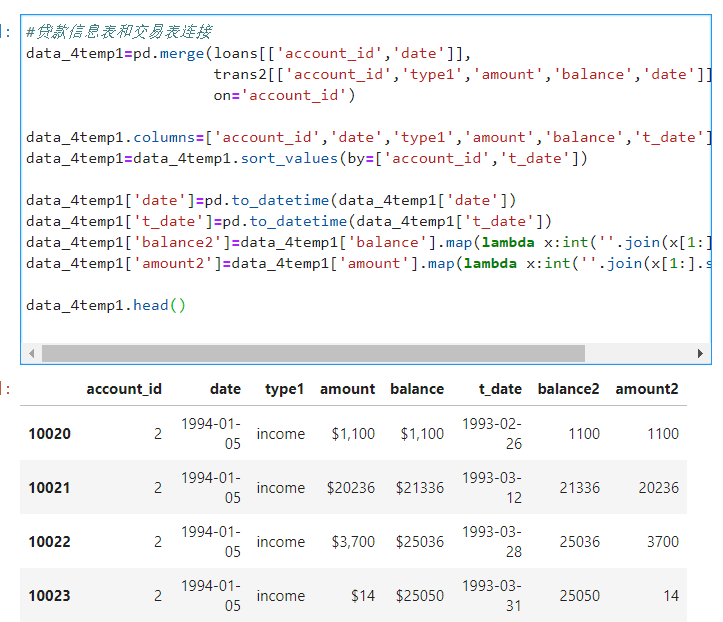 ]:
#贷款信息表和交易表连接
data_4temp1=pd.merge(loans[['account_id','date']],
trans2[['account_id','type1','amount','balance','date']]
on='account_id')
data_4temp1.columns=['account_id','date','type1','amount','balance','t_date']
data_4temp1=data_4temp1.sort_values(by=['account_id','t_date'])
data_4temp1['date']=pd.to_datetime(data_4temp1['date'])
data_4temp1['t_date']=pd.to_datetime(data_4temp1['t_date'])
data_4temp1['balance2']=data_4temp1['balance'].map(lambda x:int(''.join(x[1:]
data_4temp1['amount2']=data_4temp1['amount'].map(lambda x:int(''.join(x[1:].s
data_4temp1.head()
]:
account_id date type1 amount balance t_date balance2 amount2
10020 2 1994-01-05 income $1,100 $1,100 1993-02-26 1100 1100
10021 2 1994-01-05 income $20236 $21336 1993-03-12 21336 20236
10022 2 1994-01-05 income $3,700 $25036 1993-03-28 25036 3700
10023 2 1994-01-05 income $14 $25050 1993-03-31 25050 14